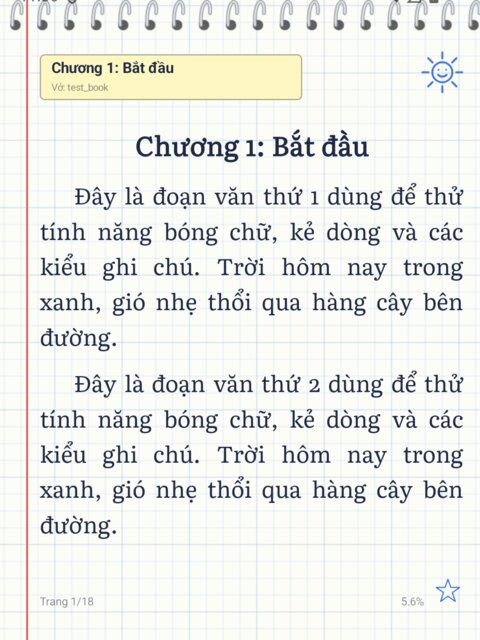 Chương 1: Bắt đầu
Vở: test_book
Chương 1: Bắt đầu
Đây là đoạn văn thứ 1 dùng để thử
tính năng bóng chữ, kẻ dòng và các
kiểu ghi chú. Trời hôm nay trong
xanh, gió nhẹ thổi qua hàng cây bên
đường.
Đây là đoạn văn thứ 2 dùng để thử
tính năng bóng chữ, kẻ dòng và các
kiểu ghi chú. Trời hôm nay trong
xanh, gió nhẹ thổi qua hàng cây bên
đường.
Trang 1/18
5.6%